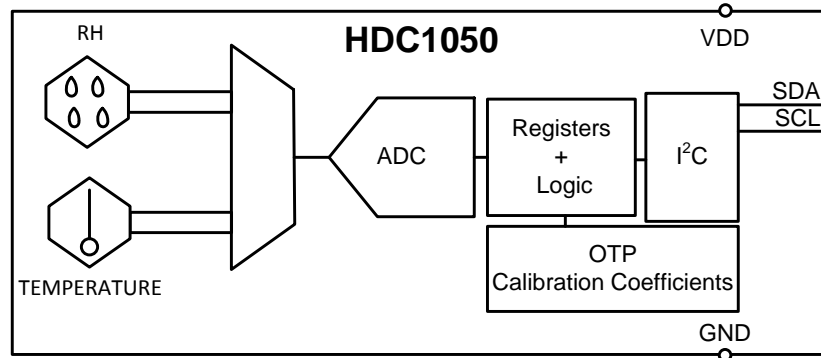 RH
HDC1050
VDD
SDA
SCL
ADC
Registers
+
Logic
I²C
TEMPERATURE
OTP
Calibration Coefficients
GND